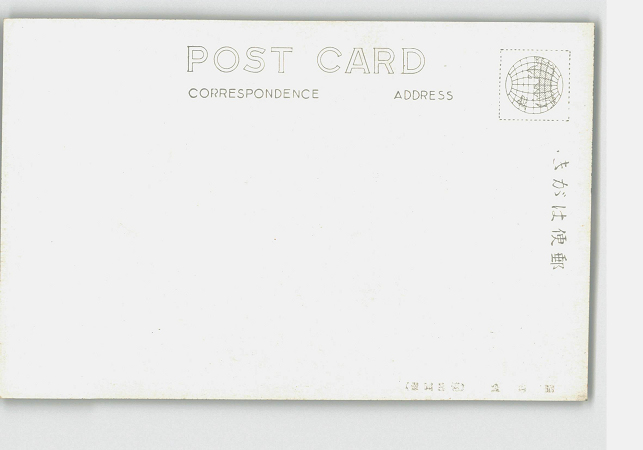 POST CARD
CORRESPONDENCE
ADDRESS
郵便はがき